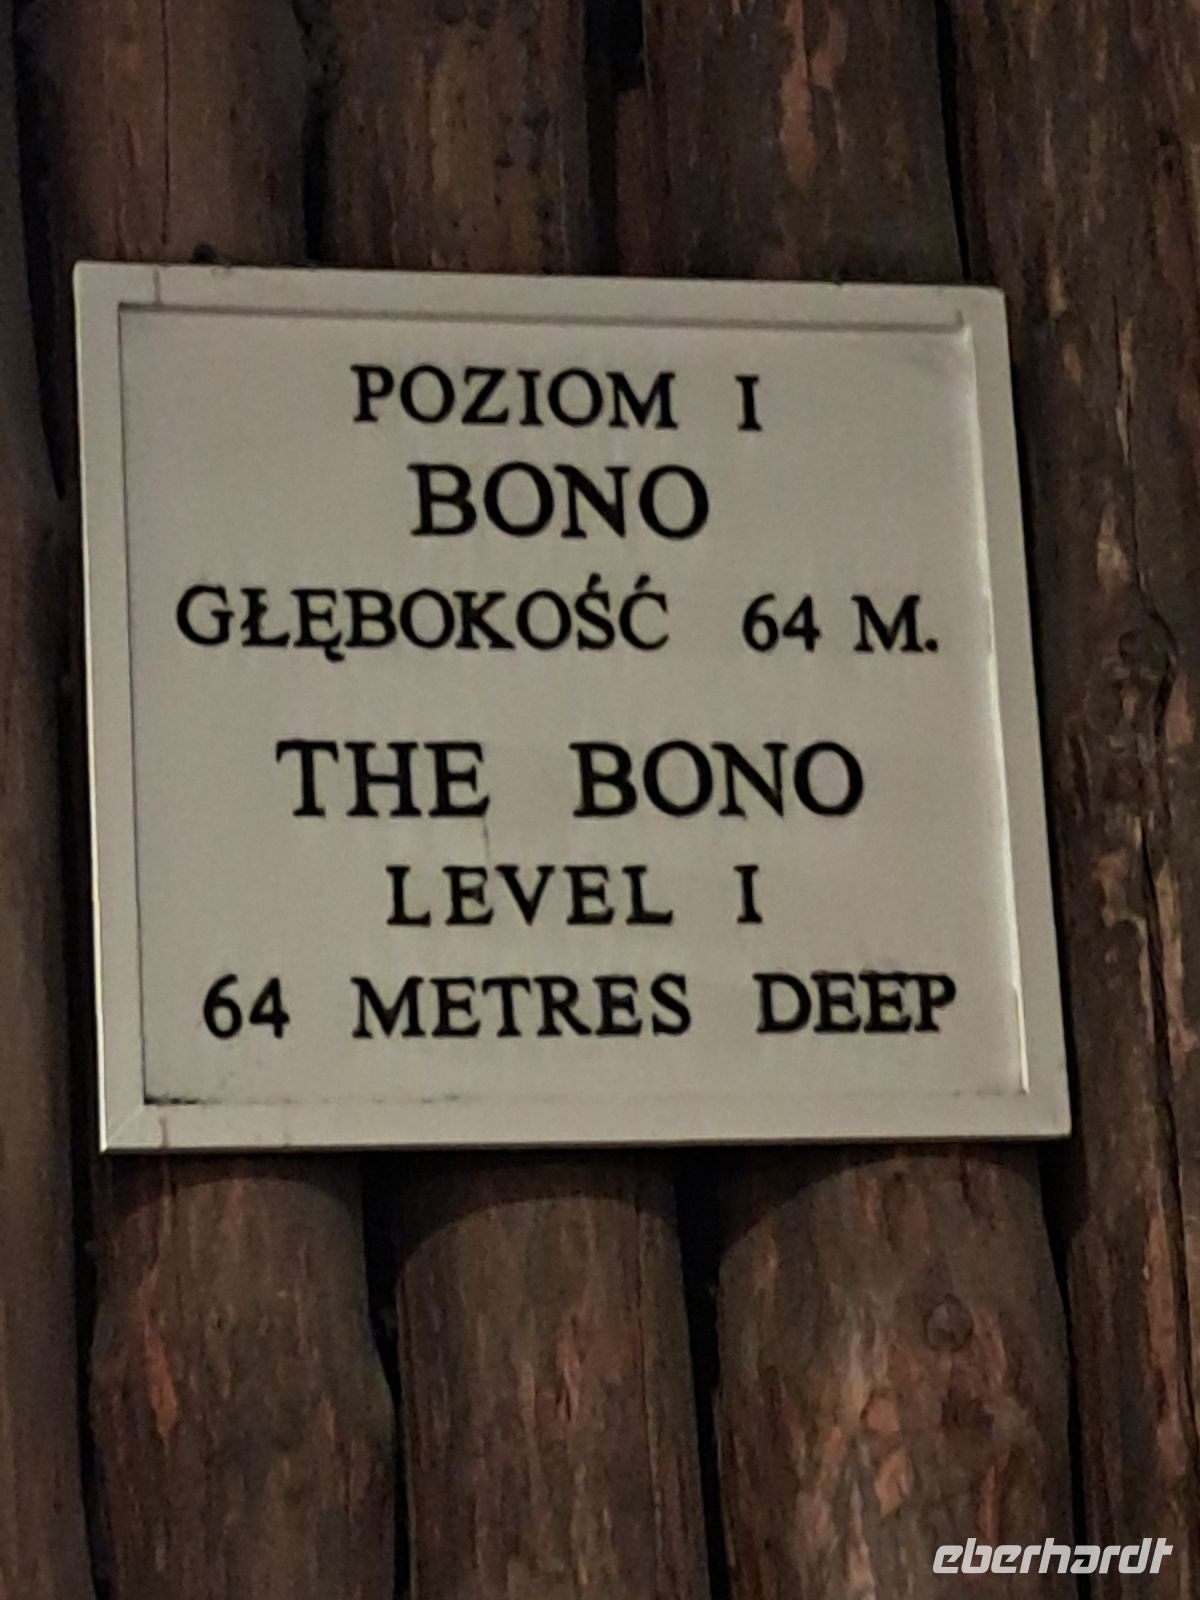 POZIOM I
BONO
GŁĘBOKOŚĆ 64 M.
THE BONO
LEVEL I
64 METRES DEEP
eberhardt